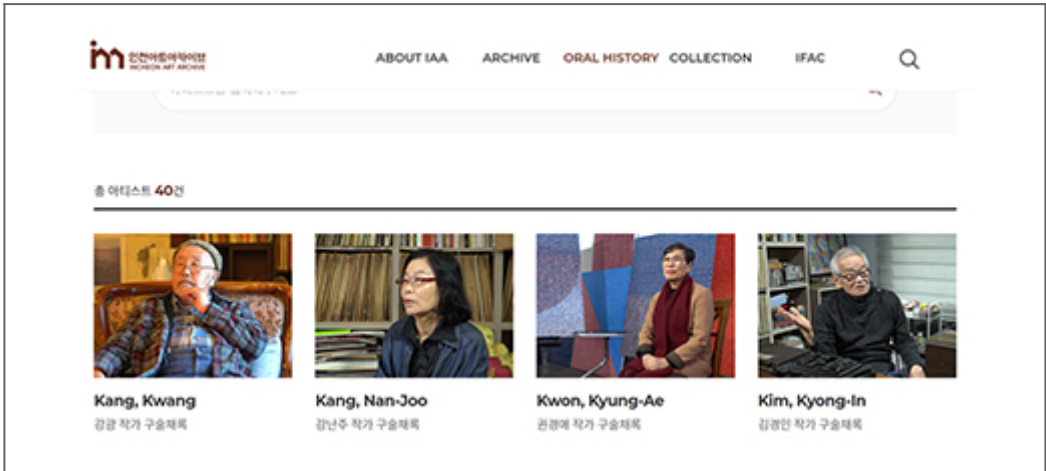 im 인천아트아카이브
INCHEON ART ARCHIVE
ABOUT IAA ARCHIVE ORAL HISTORY COLLECTION IFAC
총 아티스트 40건
Kang, Kwang
강광 작가 구술채록
Kang, Nan-Joo
강난주 작가 구술채록
Kwon, Kyung-Ae
권경애 작가 구술채록
Kim, Kyong-In
김경인 작가 구술채록